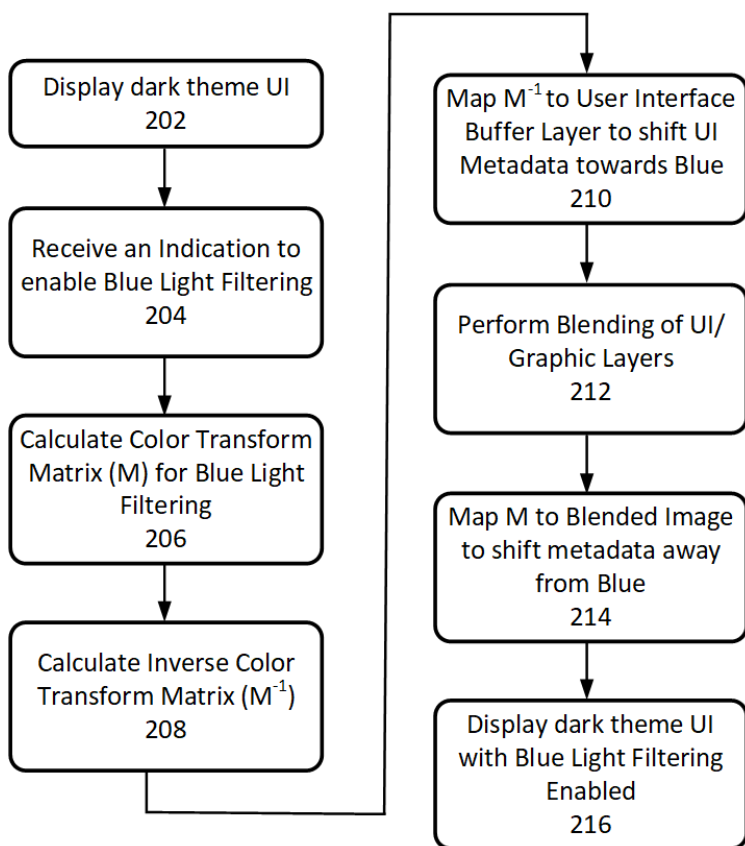 Display dark theme UI
202
Receive an Indication to
enable Blue Light Filtering
204
Calculate Color Transform
Matrix (M) for Blue Light
Filtering
206
Calculate Inverse Color
Transform Matrix (M⁻¹)
208
Map M⁻¹ to User Interface
Buffer Layer to shift UI
Metadata towards Blue
210
Perform Blending of UI/
Graphic Layers
212
Map M to Blended Image
to shift metadata away
from Blue
214
Display dark theme UI
with Blue Light Filtering
Enabled
216